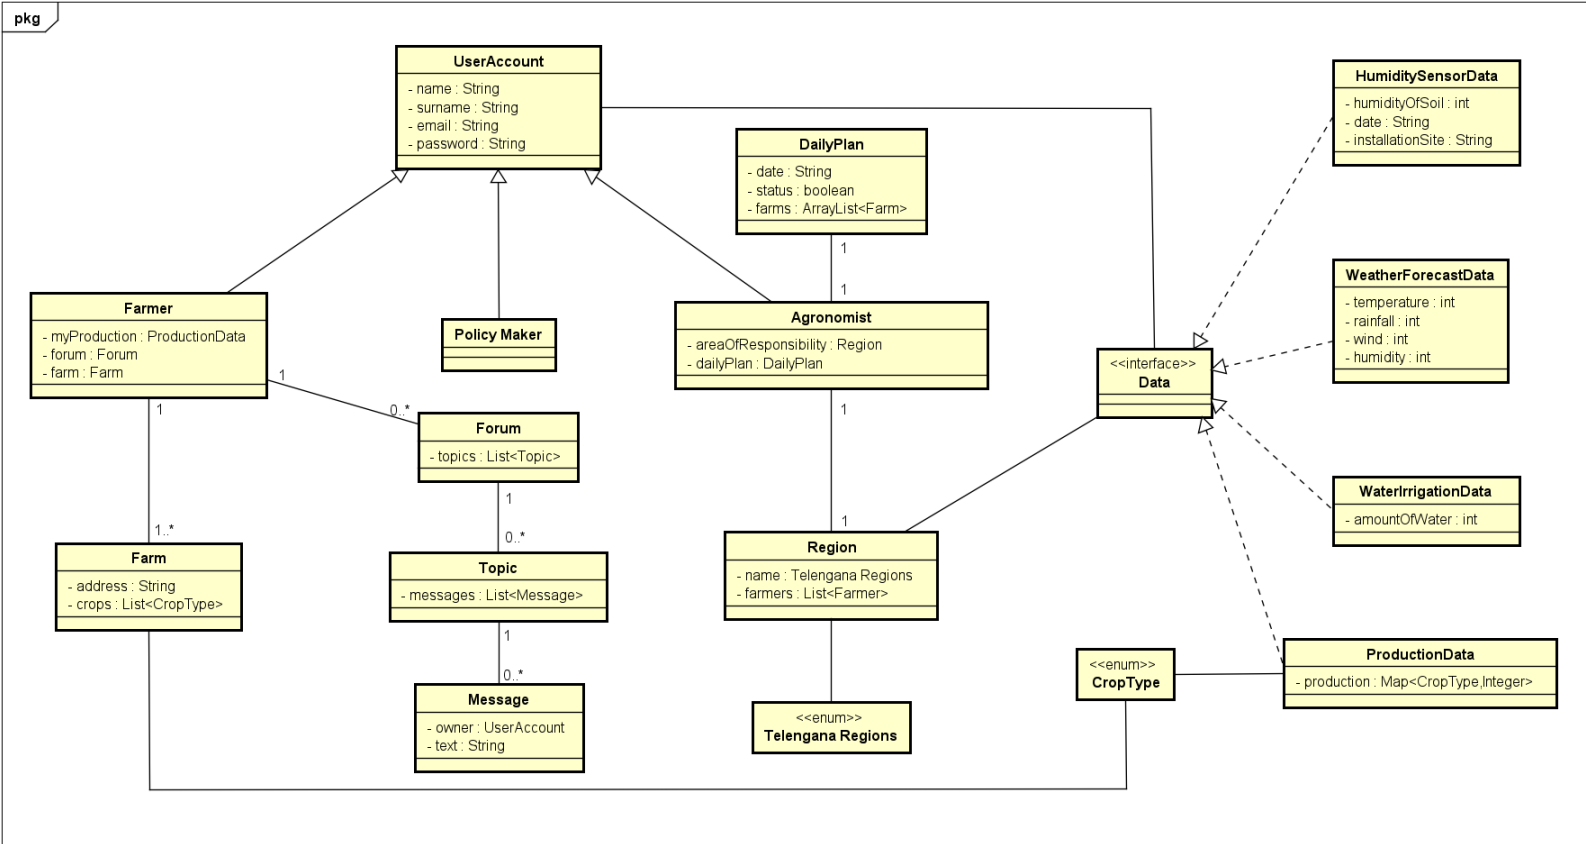 pkg
UserAccount
- name : String
- surname : String
- email : String
- password : String
DailyPlan
- date : String
- status : boolean
- farms : ArrayList<Farm>
1
1
HumiditySensorData
- humidityOfSoil : int
- date : String
- installationSite : String
WeatherForecastData
- temperature : int
- rainfall : int
- wind : int
- humidity : int
Farmer
- myProduction : ProductionData
- forum : Forum
- farm : Farm
1
1
0..*
Policy Maker
Agronomist
- areaOfResponsibility : Region
- dailyPlan : DailyPlan
1
1
<<interface>>
Data
Forum
- topics : List<Topic>
1
0..*
WaterIrrigationData
- amountOfWater : int
1..*
Farm
- address : String
- crops : List<CropType>
Topic
- messages : List<Message>
1
0..*
Region
- name : Telengana Regions
- farmers : List<Farmer>
Message
- owner : UserAccount
- text : String
<<enum>>
Telengana Regions
<<enum>>
CropType
ProductionData
- production : Map<CropType,Integer>